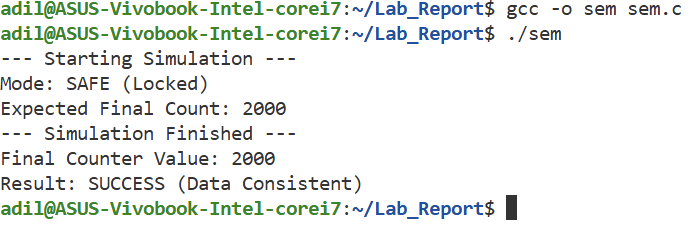 adil@ASUS-Vivobook-Intel-corei7:~/Lab_Report$ gcc -o sem sem.c
adil@ASUS-Vivobook-Intel-corei7:~/Lab_Report$ ./sem
--- Starting Simulation ---
Mode: SAFE (Locked)
Expected Final Count: 2000
--- Simulation Finished ---
Final Counter Value: 2000
Result: SUCCESS (Data Consistent)
adil@ASUS-Vivobook-Intel-corei7:~/Lab_Report$